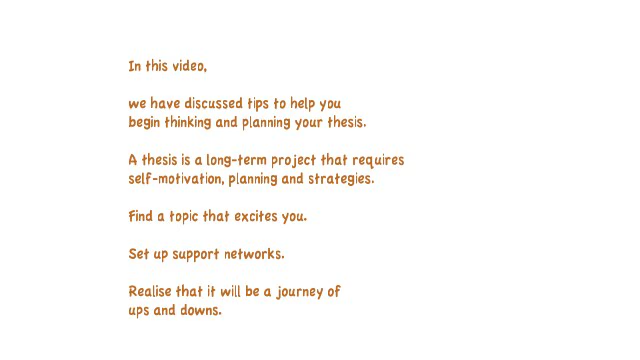 In this video,
we have discussed tips to help you
begin thinking and planning your thesis.
A thesis is a long-term project that requires
self-motivation, planning and strategies.
Find a topic that excites you.
Set up support networks.
Realise that it will be a journey of
ups and downs.